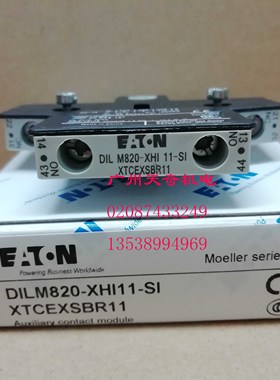 EATON
DIL M820-XHI 11-SI
XTCEXSBR11
14
13
43
NO
NO
44
广州天谷机电
02087433249
13538994969
EATON
Powering Business Worldwide
Moeller series
DILM820-XHI11-SI
XTCEXSBR11
Auxiliary contact module